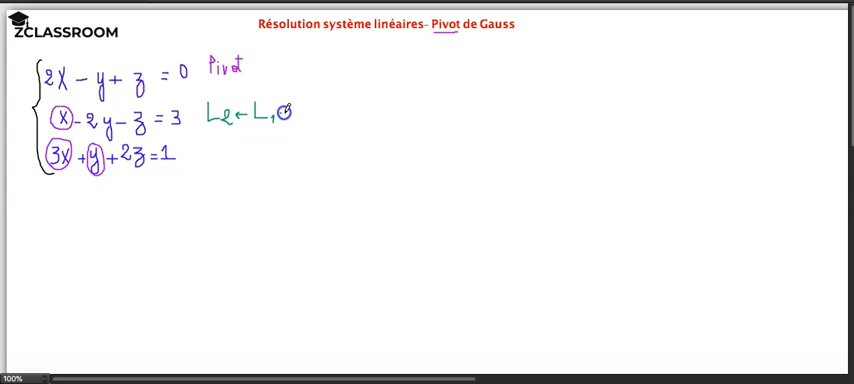 Résolution système linéaires– Pivot de Gauss
ZCLASSROOM
2x - y + z = 0 Pivot
x - 2y - z = 3 L2 ← L1
3x + y + 2z = 1
100%